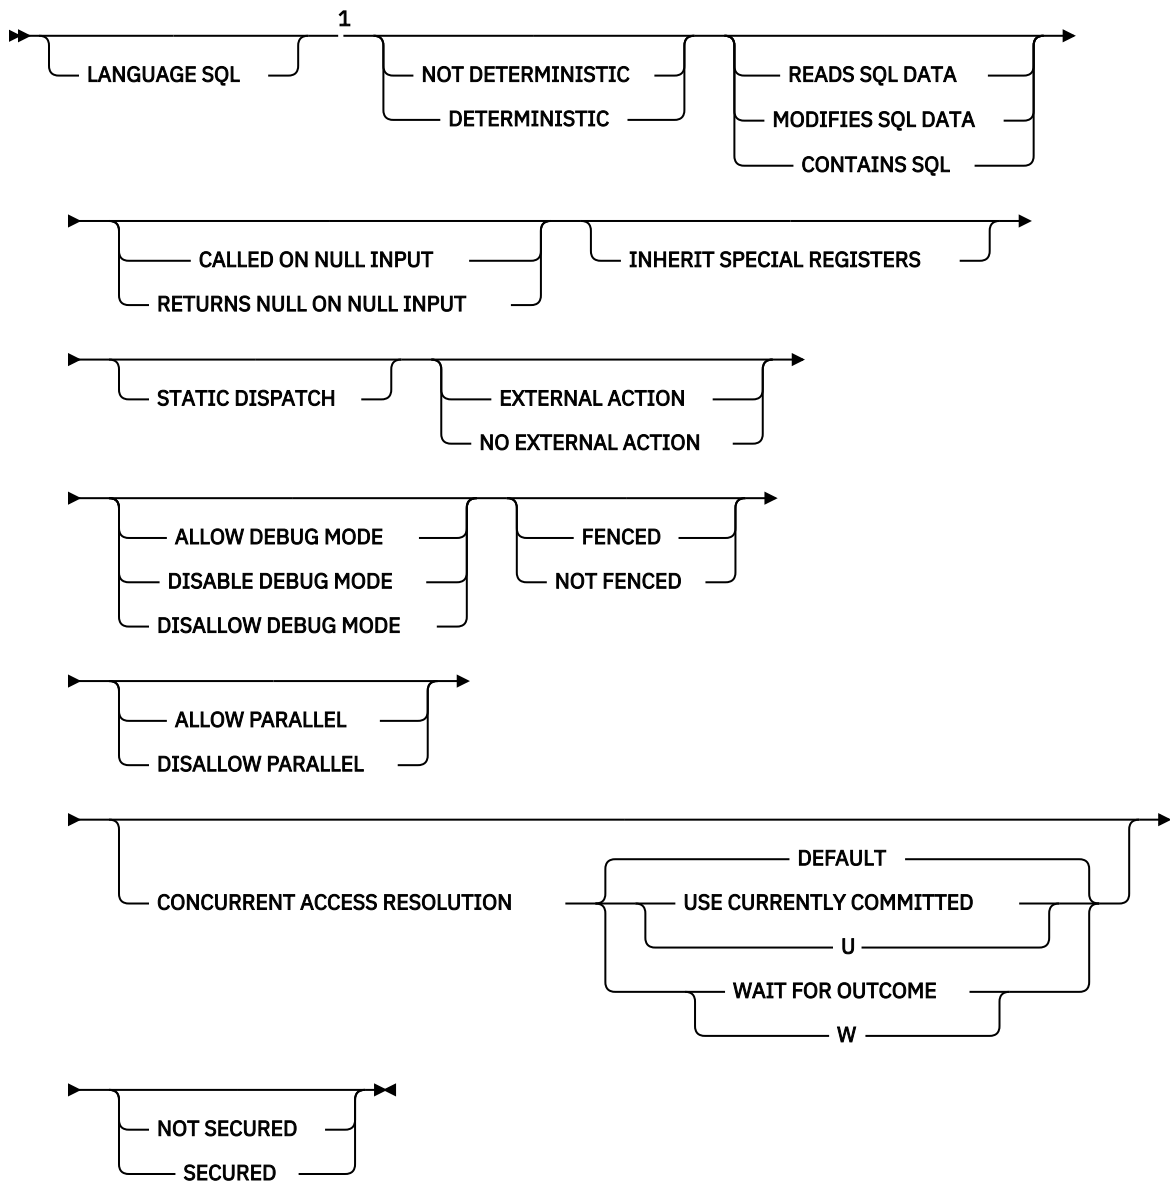 1
LANGUAGE SQL NOT DETERMINISTIC READS SQL DATA
DETERMINISTIC MODIFIES SQL DATA
CONTAINS SQL
CALLED ON NULL INPUT INHERIT SPECIAL REGISTERS
RETURNS NULL ON NULL INPUT
STATIC DISPATCH EXTERNAL ACTION
NO EXTERNAL ACTION
ALLOW DEBUG MODE FENCED
DISABLE DEBUG MODE NOT FENCED
DISALLOW DEBUG MODE
ALLOW PARALLEL
DISALLOW PARALLEL
DEFAULT
CONCURRENT ACCESS RESOLUTION USE CURRENTLY COMMITTED
U
WAIT FOR OUTCOME
W
NOT SECURED
SECURED